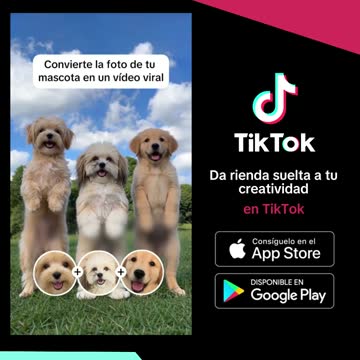 Convierte la foto de tu
mascota en un vídeo viral
TikTok
Da rienda suelta a tu
creatividad
en TikTok
Consíguelo en el
App Store
DISPONIBLE EN
Google Play